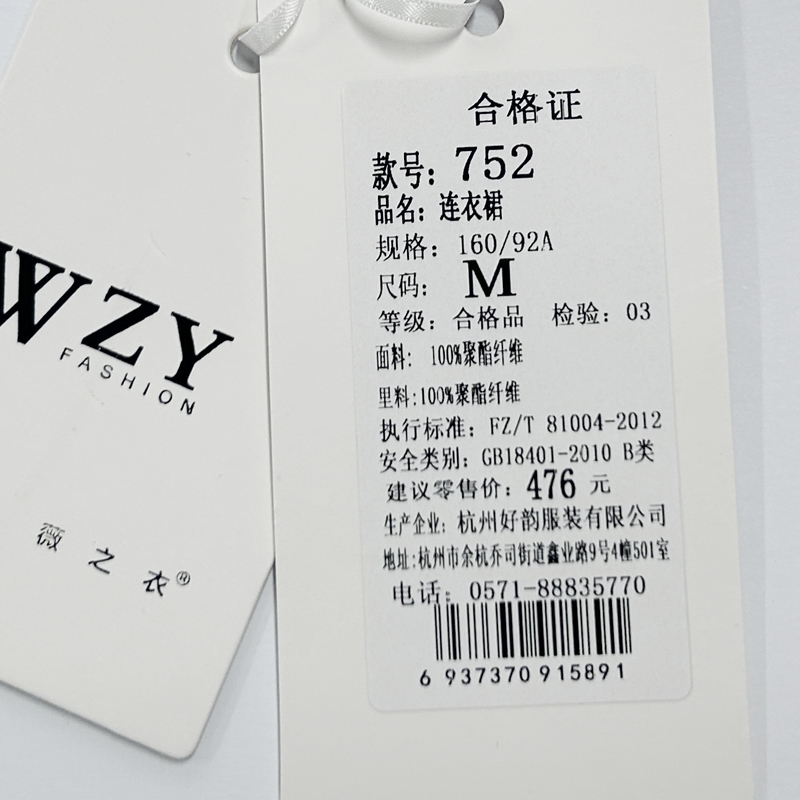 WZY
FASHION
薇之衣®
合格证
款号：752
品名：连衣裙
规格：160/92A
尺码：M
等级：合格品 检验：03
面料：100%聚酯纤维
里料：100%聚酯纤维
执行标准：FZ/T 81004-2012
安全类别：GB18401-2010 B类
建议零售价：476 元
生产企业：杭州好韵服装有限公司
地址：杭州市余杭乔司街道鑫业路9号4幢501室
电话：0571-88835770
6 937370 915891